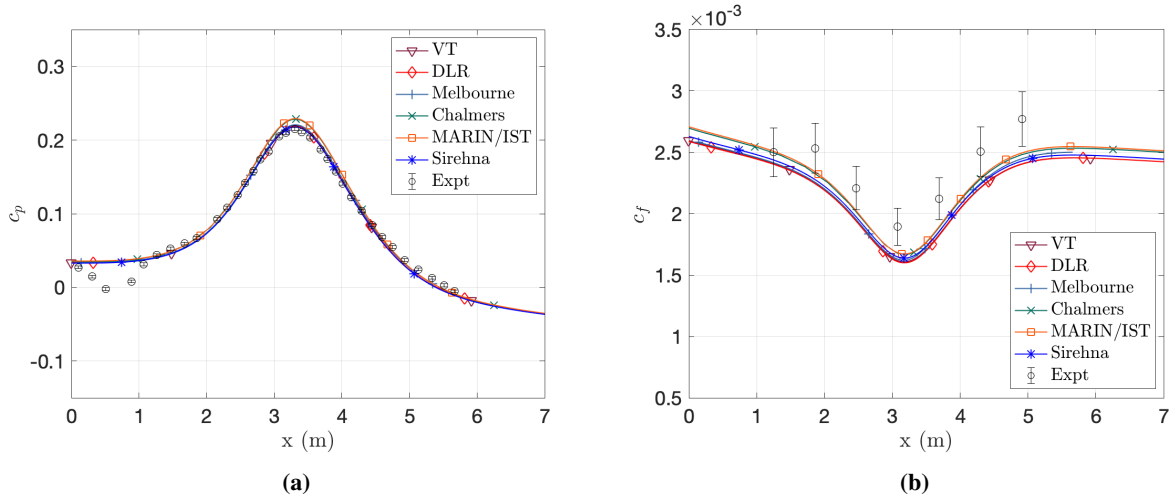 0.3
0.2
0.1
0
-0.1
c_p
0 1 2 3 4 5 6 7
x (m)
VT
DLR
Melbourne
Chalmers
MARIN/IST
Sirehna
Expt
(a)
×10⁻³
3.5
3
2.5
2
1.5
1
0.5
c_f
0 1 2 3 4 5 6 7
x (m)
VT
DLR
Melbourne
Chalmers
MARIN/IST
Sirehna
Expt
(b)